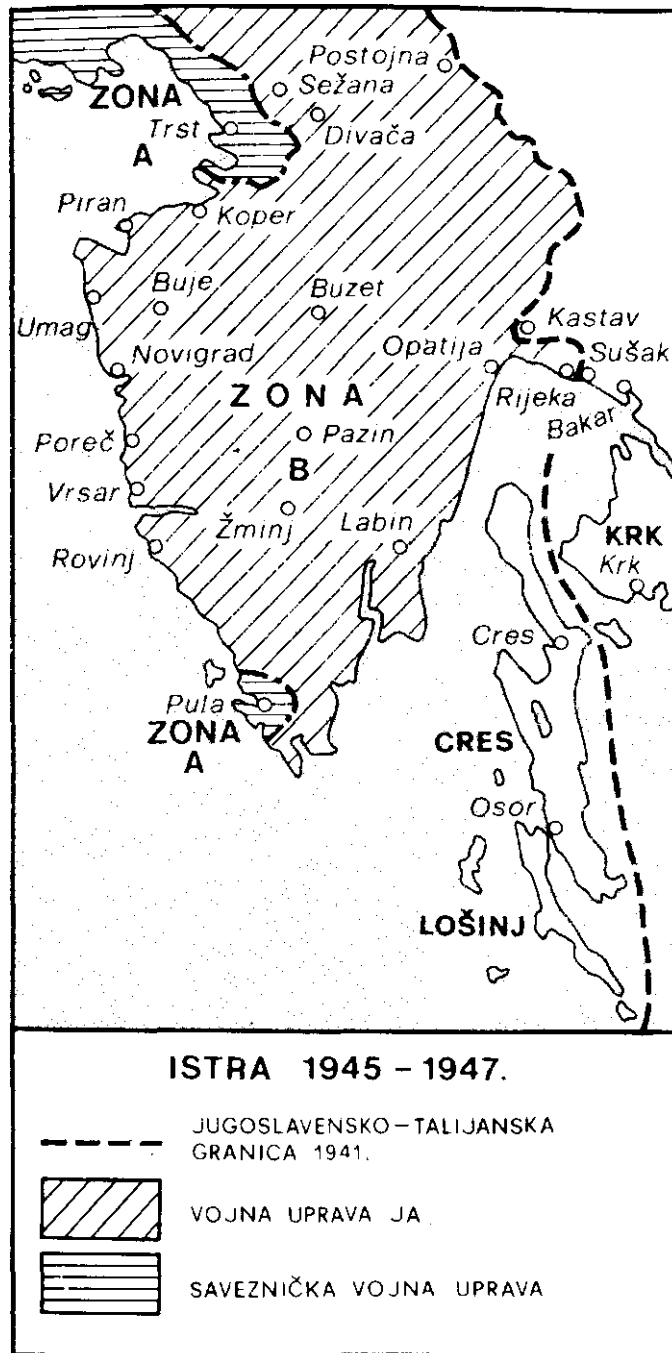 Postojna
Sežana
ZONA
Trst
Divača
A
Piran
Koper
Buje
Buzet
Umag
Kastav
Novigrad
Opatija
Sušak
ZONA
Rijeka
Bakar
Poreč
Pazin
B
Vrsar
Žminj
Labin
KRK
Rovinj
Krk
Cres
Pula
ZONA
A
CRES
Osor
LOŠINJ
ISTRA 1945 – 1947.
JUGOSLAVENSKO – TALIJANSKA
GRANICA 1941.
VOJNA UPRAVA JA
SAVEZNIČKA VOJNA UPRAVA